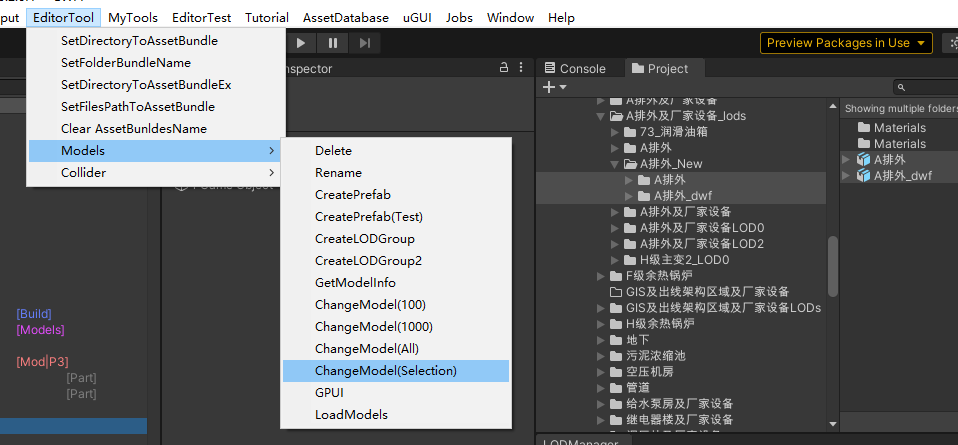 put EditorTool MyTools EditorTest Tutorial AssetDatabase uGUI Jobs Window Help
SetDirectoryToAssetBundle
SetFolderBundleName
SetDirectoryToAssetBundleEx
SetFilesPathToAssetBundle
Clear AssetBunldesName
Models
Collider
Delete
Rename
CreatePrefab
CreatePrefab(Test)
CreateLODGroup
CreateLODGroup2
GetModelInfo
ChangeModel(100)
ChangeModel(1000)
ChangeModel(All)
ChangeModel(Selection)
GPUI
LoadModels
Preview Packages in Use
nspector
[Build]
[Models]
[Mod|P3]
[Part]
[Part]
Console Project
A排外及厂家设备
A排外及厂家设备_lods
73_润滑油箱
A排外
A排外_New
A排外
A排外_dwf
A排外及厂家设备
A排外及厂家设备LOD0
A排外及厂家设备LOD2
H级主变2_LOD0
F级余热锅炉
GIS及出线架构区域及厂家设备
GIS及出线架构区域及厂家设备LODs
H级余热锅炉
地下
污泥浓缩池
空压机房
管道
给水泵房及厂家设备
继电器楼及厂家设备
Showing multiple folders
Materials
Materials
A排外
A排外_dwf
LODManager